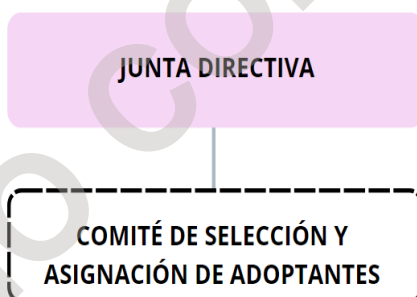 JUNTA DIRECTIVA
COMITÉ DE SELECCIÓN Y
ASIGNACIÓN DE ADOPTANTES